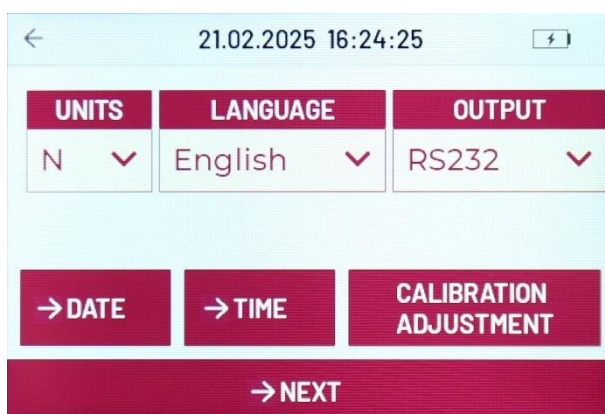 ← 21.02.2025 16:24:25
UNITS LANGUAGE OUTPUT
N English RS232
→DATE →TIME CALIBRATION
ADJUSTMENT
→NEXT